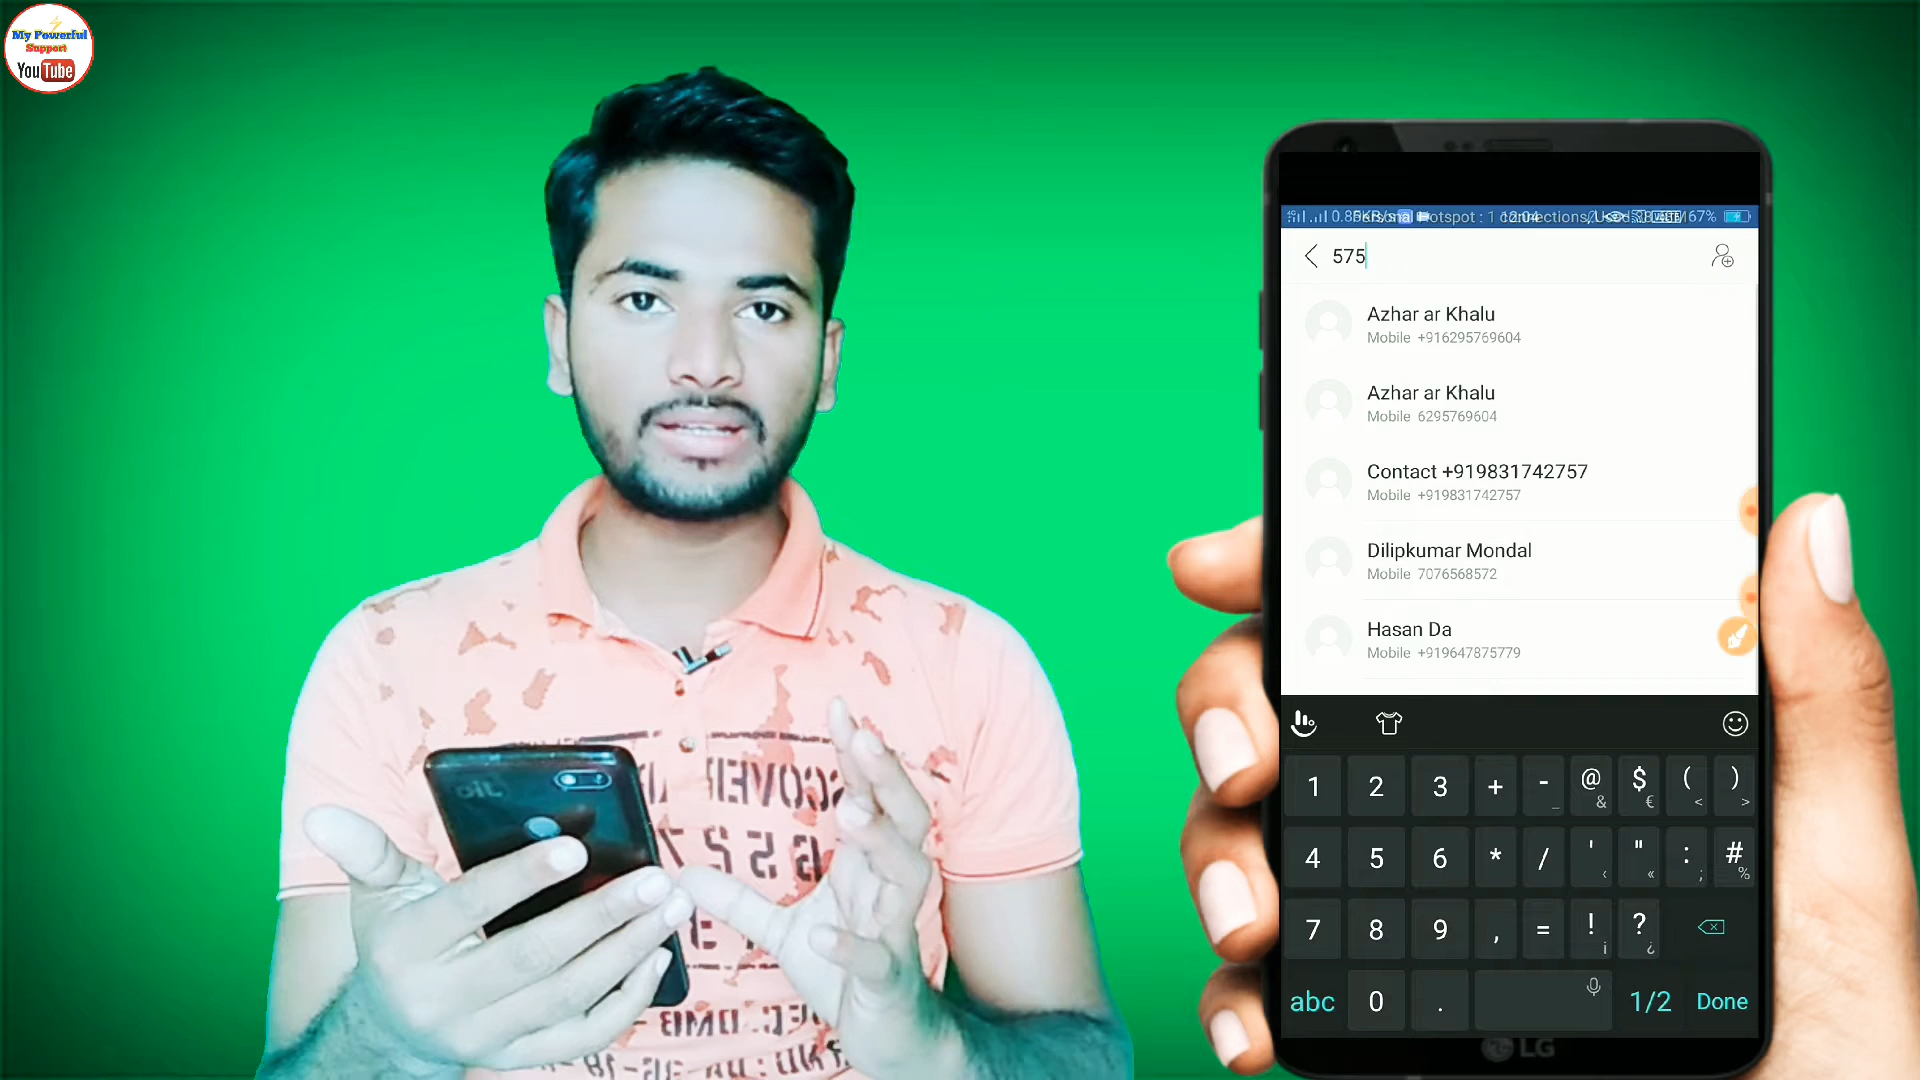 My Powerful
Support
YouTube
67%
575
Azhar ar Khalu
Mobile +916295769604
Azhar ar Khalu
Mobile 6295769604
Contact +919831742757
Mobile +919831742757
Dilipkumar Mondal
Mobile 7076568572
Hasan Da
Mobile +919647875779
1 2 3 + - _ @ & $ € ( < ) >
4 5 6 * / ' ‹ " « : ; # %
7 8 9 , = ! ¡ ? ¿
abc 0 . 1/2 Done
LG